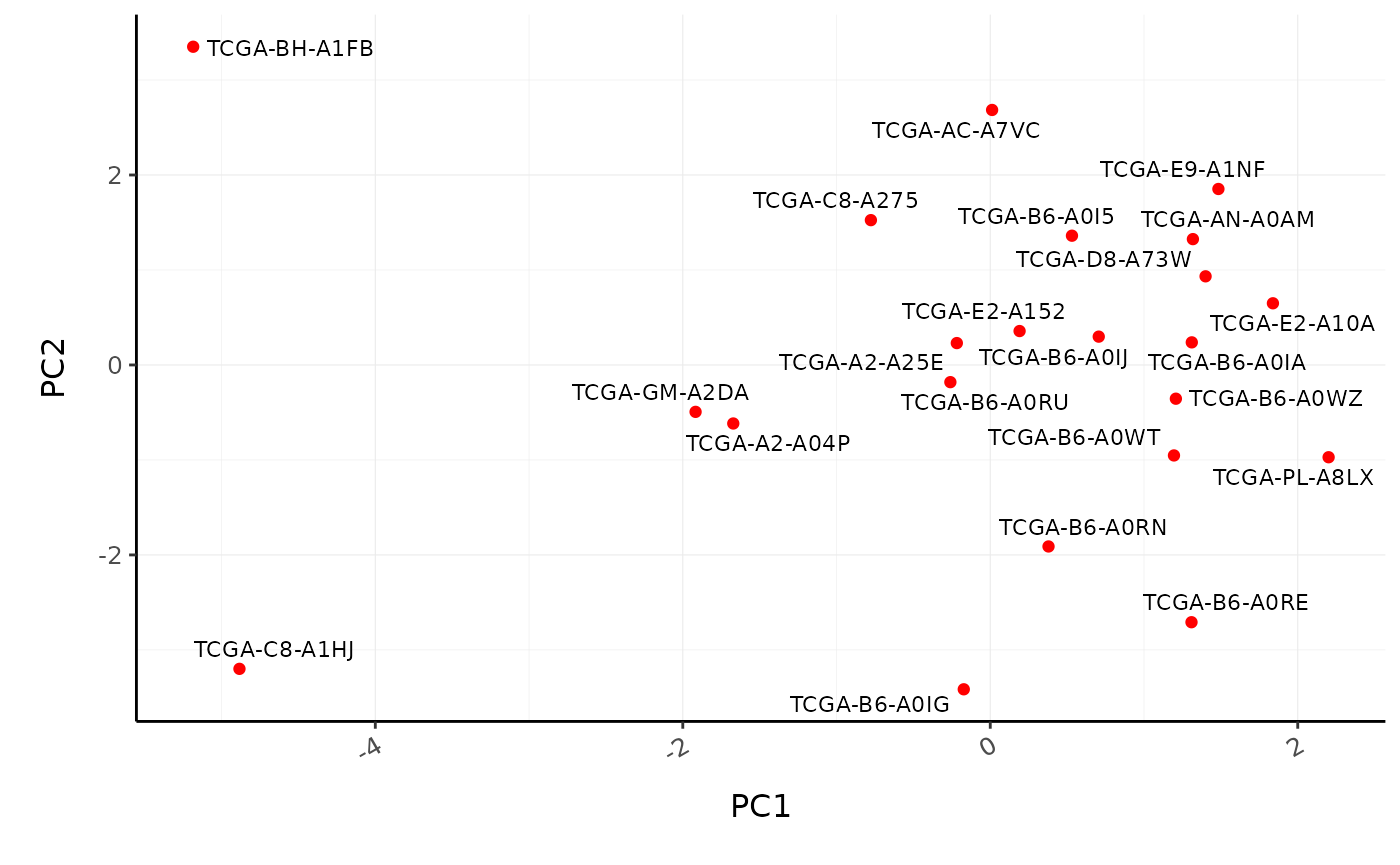 TCGA-BH-A1FB
TCGA-AC-A7VC
TCGA-E9-A1NF
2
TCGA-C8-A275
TCGA-B6-A0I5
TCGA-AN-A0AM
TCGA-D8-A73W
TCGA-E2-A152
TCGA-E2-A10A
TCGA-B6-A0IJ
TCGA-A2-A25E
TCGA-B6-A0IA
PC2
0
TCGA-GM-A2DA
TCGA-B6-A0RU
TCGA-B6-A0WZ
TCGA-A2-A04P
TCGA-B6-A0WT
TCGA-PL-A8LX
TCGA-B6-A0RN
-2
TCGA-B6-A0RE
TCGA-C8-A1HJ
TCGA-B6-A0IG
-4
-2
0
2
PC1